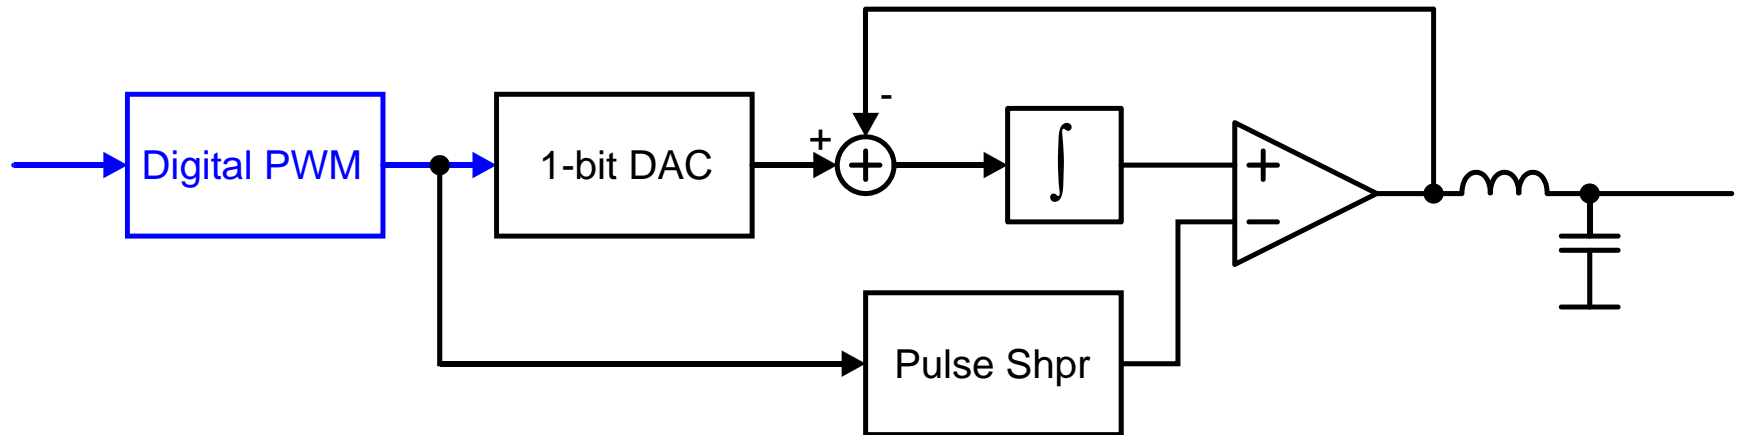 -
Digital PWM
1-bit DAC
+
+
∫
+
−
Pulse Shpr